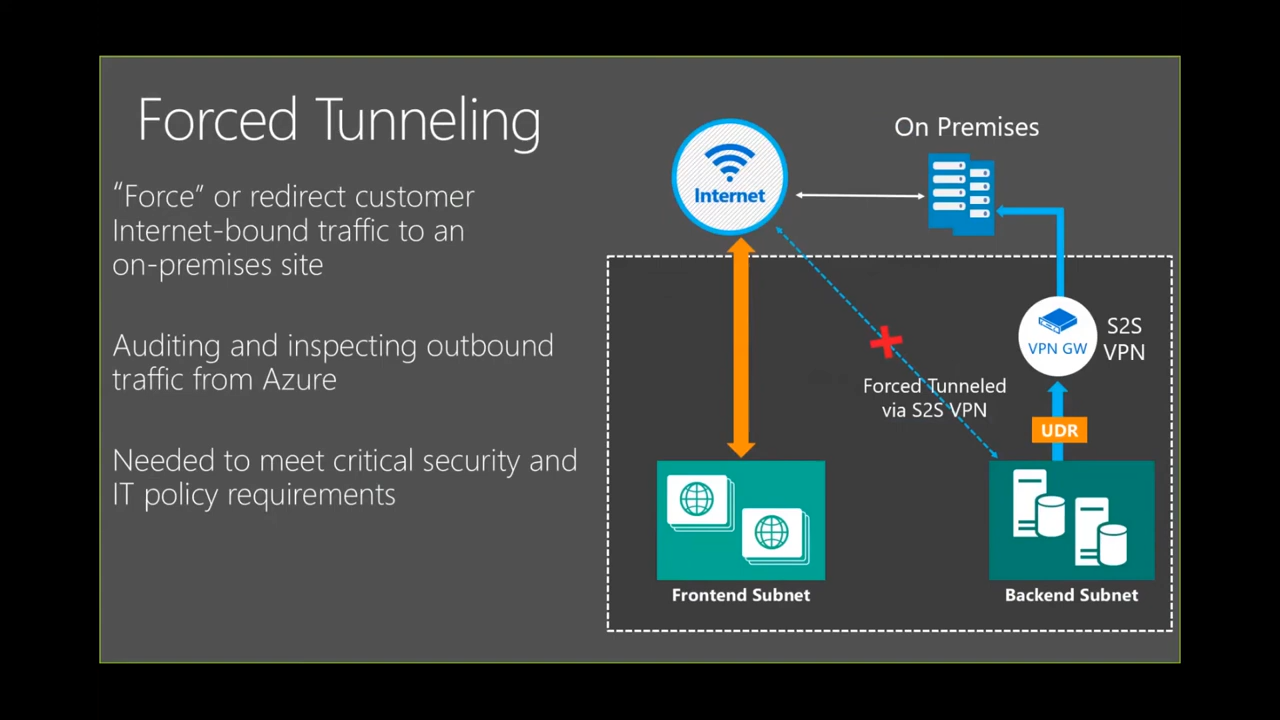 Forced Tunneling
“Force” or redirect customer
Internet-bound traffic to an
on-premises site
Auditing and inspecting outbound
traffic from Azure
Needed to meet critical security and
IT policy requirements
On Premises
Internet
S2S
VPN
VPN GW
Forced Tunneled
via S2S VPN
UDR
Frontend Subnet
Backend Subnet